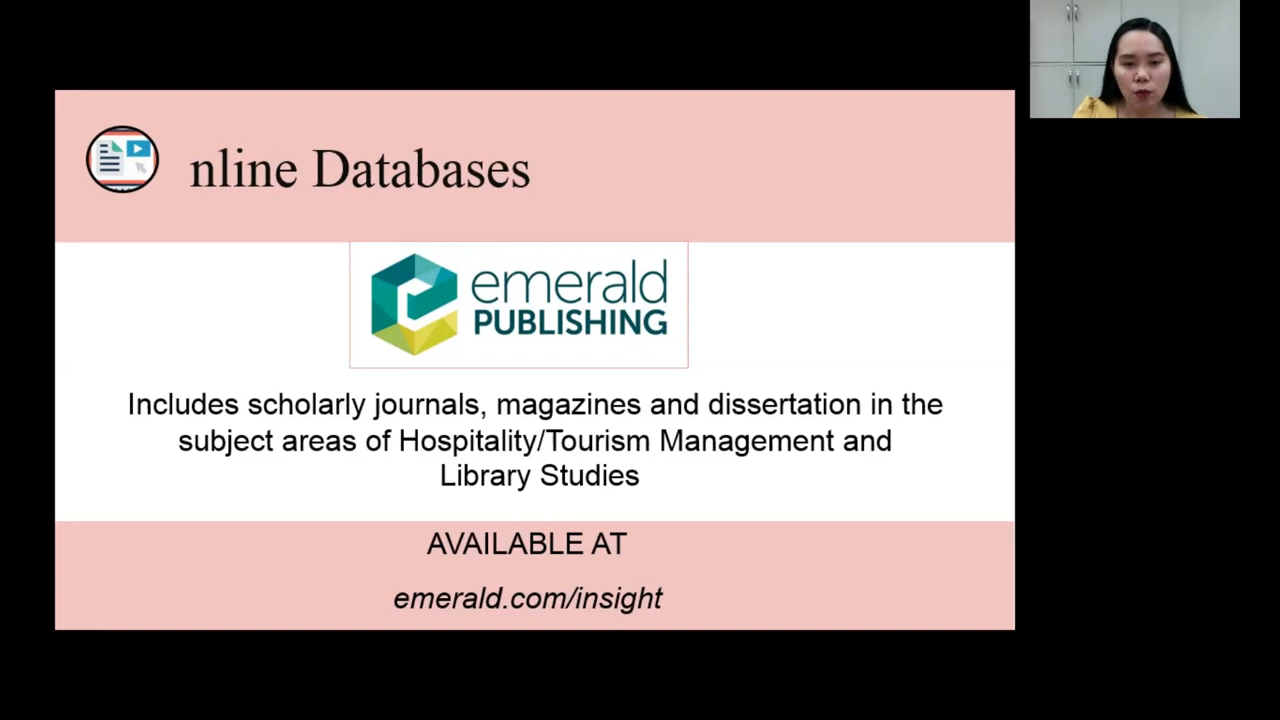 nline Databases
emerald
PUBLISHING
Includes scholarly journals, magazines and dissertation in the
subject areas of Hospitality/Tourism Management and
Library Studies
AVAILABLE AT
emerald.com/insight